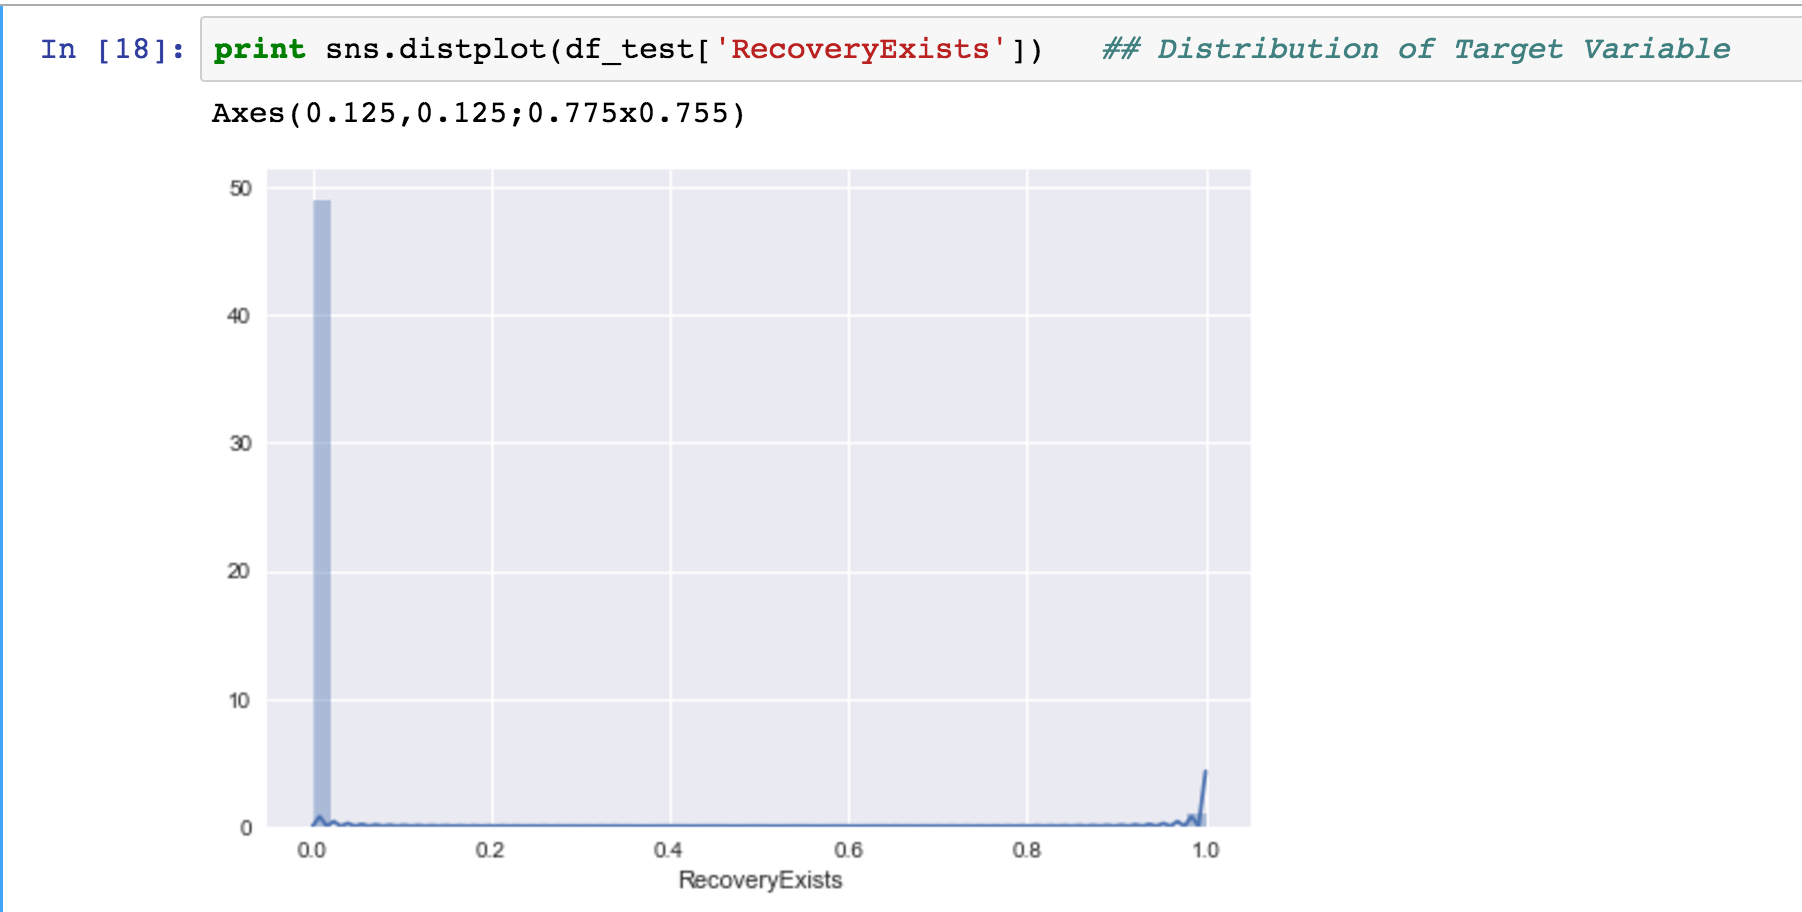 In [18]: print sns.distplot(df_test['RecoveryExists'])   ## Distribution of Target Variable
Axes(0.125,0.125;0.775x0.755)
50
40
30
20
10
0
0.0 0.2 0.4 0.6 0.8 1.0
RecoveryExists